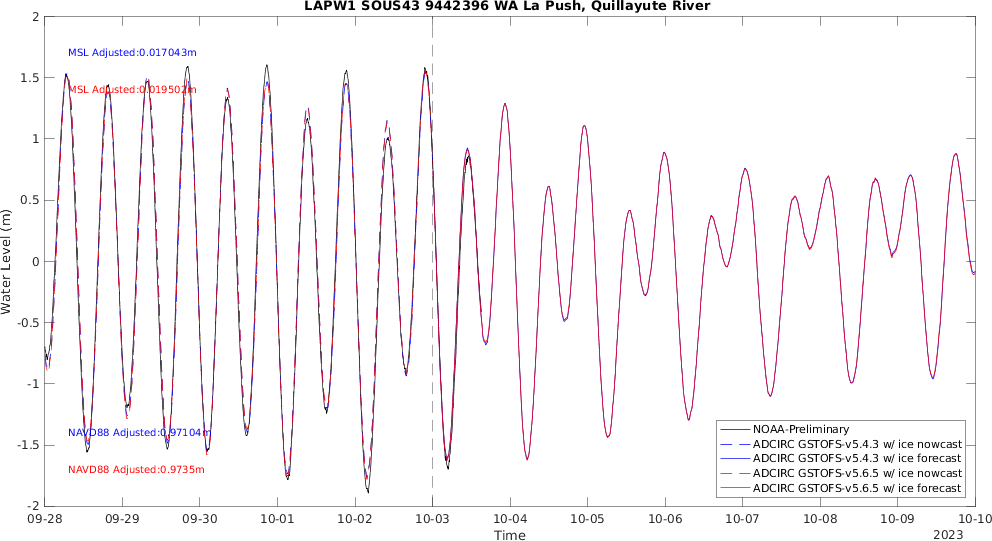 LAPW1 SOUS43 9442396 WA La Push, Quillayute River
2
1.5
1
0.5
0
-0.5
-1
-1.5
-2
Water Level (m)
MSL Adjusted:0.017043m
MSL Adjusted:0.019502m
NAVD88 Adjusted:0.97104m
NAVD88 Adjusted:0.9735m
NOAA-Preliminary
ADCIRC GSTOFS-v5.4.3 w/ ice nowcast
ADCIRC GSTOFS-v5.4.3 w/ ice forecast
ADCIRC GSTOFS-v5.6.5 w/ ice nowcast
ADCIRC GSTOFS-v5.6.5 w/ ice forecast
09-28 09-29 09-30 10-01 10-02 10-03 10-04 10-05 10-06 10-07 10-08 10-09 10-10
Time
2023